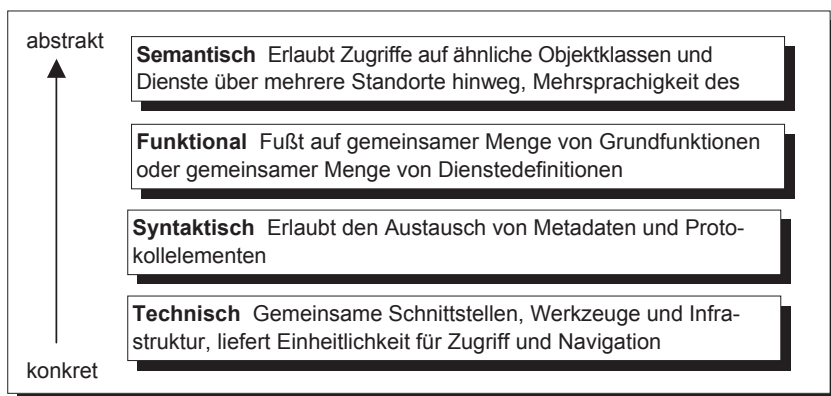 abstrakt
Semantisch Erlaubt Zugriffe auf ähnliche Objektklassen und
Dienste über mehrere Standorte hinweg, Mehrsprachigkeit des
Funktional Fußt auf gemeinsamer Menge von Grundfunktionen
oder gemeinsamer Menge von Dienstedefinitionen
Syntaktisch Erlaubt den Austausch von Metadaten und Proto-
kollelementen
Technisch Gemeinsame Schnittstellen, Werkzeuge und Infra-
struktur, liefert Einheitlichkeit für Zugriff und Navigation
konkret